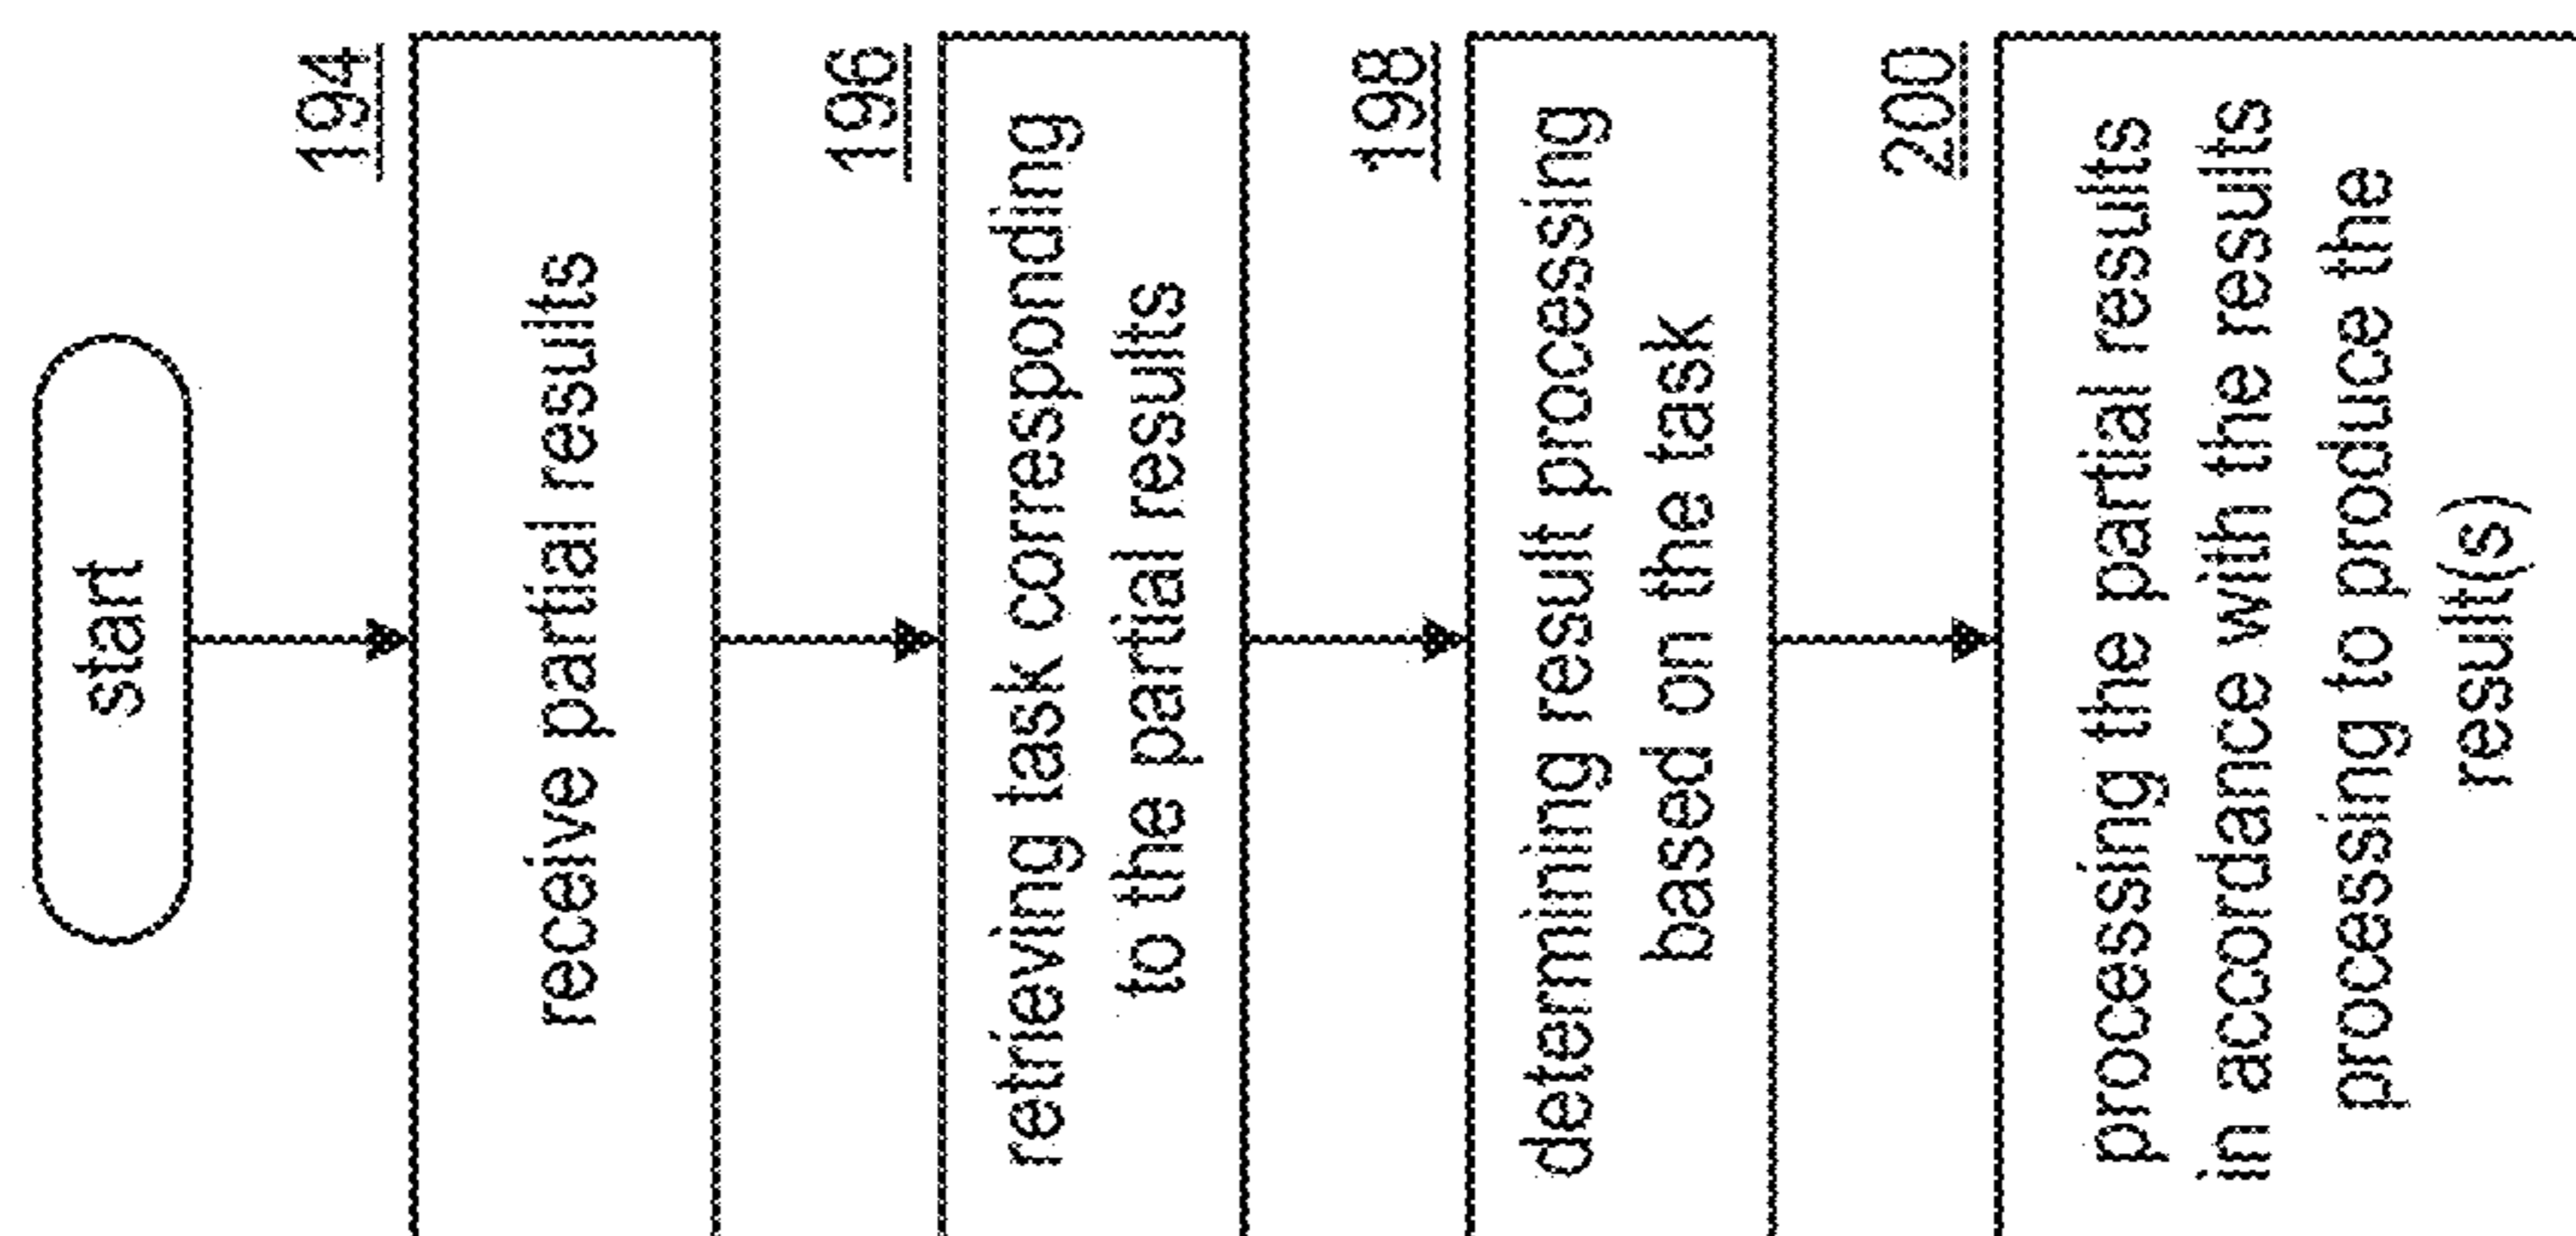 start
194
receive partial results
196
retrieving task corresponding
to the partial results
198
determining result processing
based on the task
200
processing the partial results
in accordance with the results
processing to produce the
result(s)